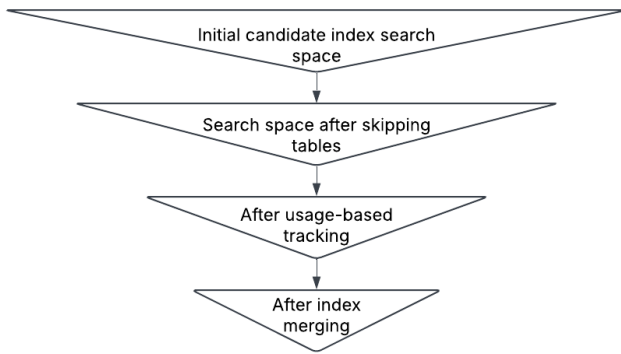 Initial candidate index search
space
Search space after skipping
tables
After usage-based
tracking
After index
merging